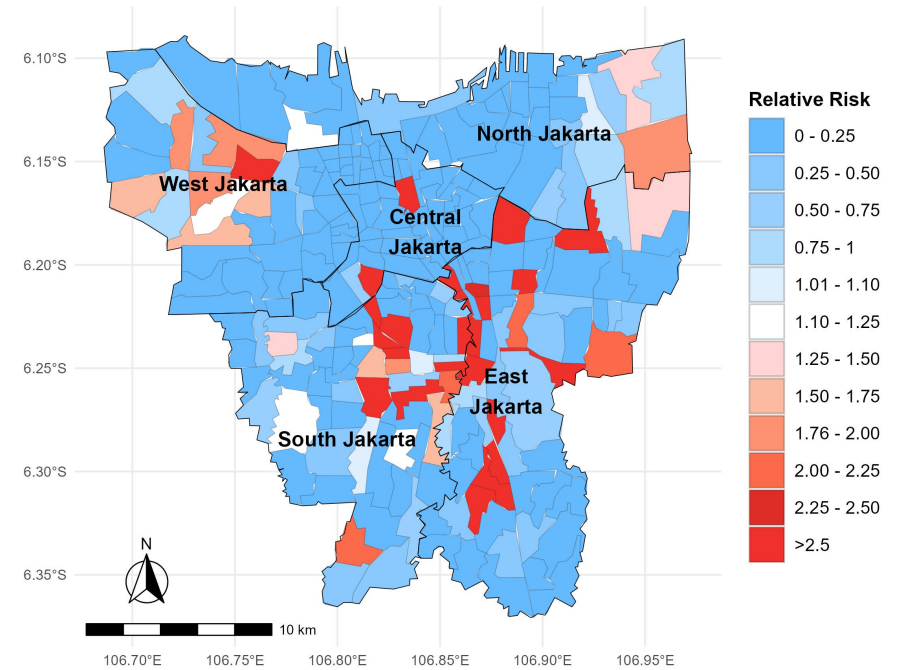 6.10°S
6.15°S
6.20°S
6.25°S
6.30°S
6.35°S
North Jakarta
West Jakarta
Central
Jakarta
East
Jakarta
South Jakarta
N
10 km
106.70°E
106.75°E
106.80°E
106.85°E
106.90°E
106.95°E
Relative Risk
0 - 0.25
0.25 - 0.50
0.50 - 0.75
0.75 - 1
1.01 - 1.10
1.10 - 1.25
1.25 - 1.50
1.50 - 1.75
1.76 - 2.00
2.00 - 2.25
2.25 - 2.50
>2.5